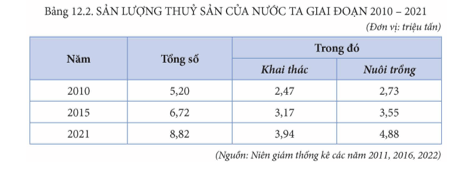 Bảng 12.2. SẢN LƯỢNG THUỶ SẢN CỦA NƯỚC TA GIAI ĐOẠN 2010 – 2021
(Đơn vị: triệu tấn)
Năm Tổng số Trong đó
Khai thác Nuôi trồng
2010 5,20 2,47 2,73
2015 6,72 3,17 3,55
2021 8,82 3,94 4,88
(Nguồn: Niên giám thống kê các năm 2011, 2016, 2022)